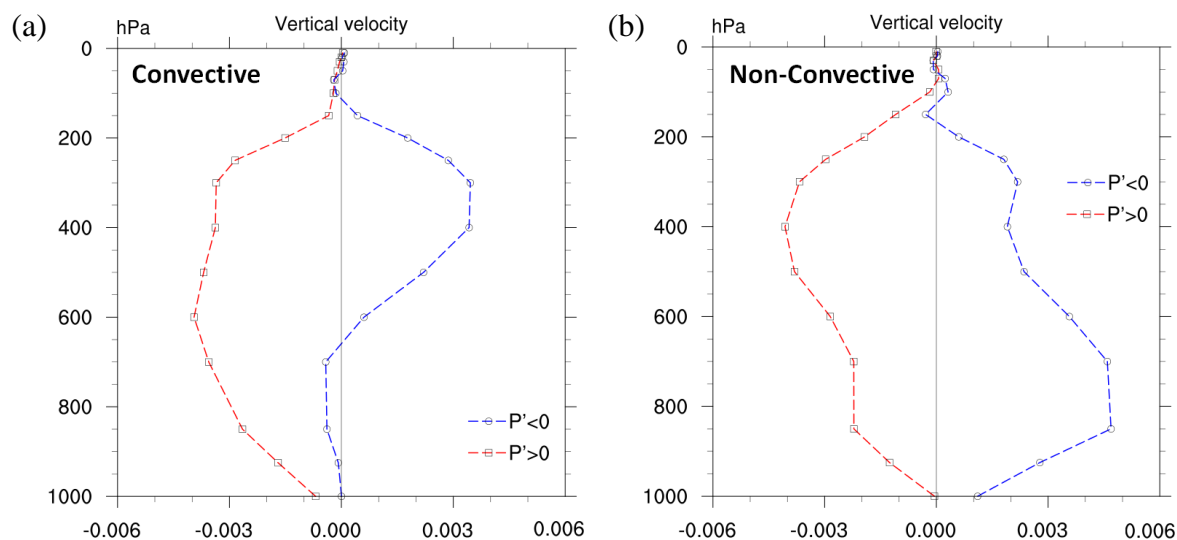 (a)
hPa
Vertical velocity
Convective
0
200
400
600
800
1000
P'<0
P'>0
-0.006
-0.003
0.000
0.003
0.006
(b)
hPa
Vertical velocity
Non-Convective
0
200
400
600
800
1000
P'<0
P'>0
-0.006
-0.003
0.000
0.003
0.006